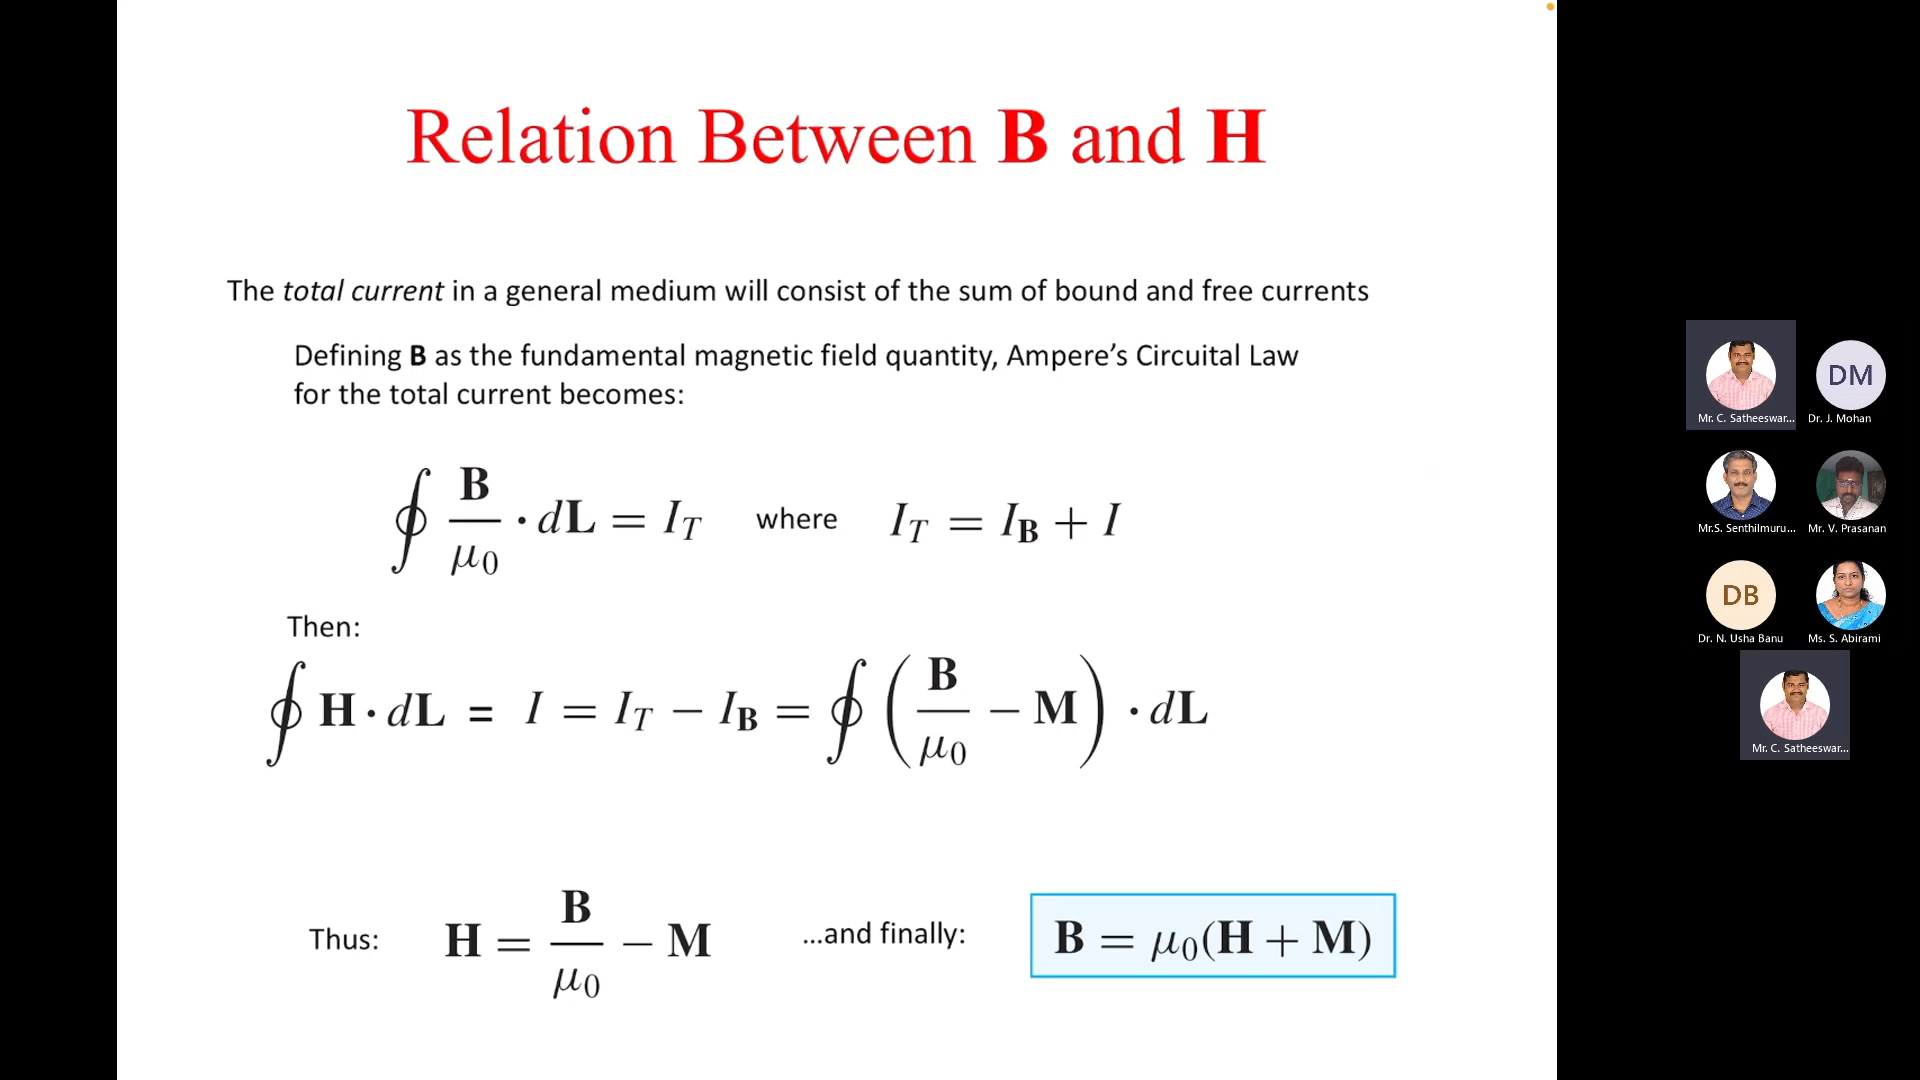 Relation Between B and H
The total current in a general medium will consist of the sum of bound and free currents
Defining B as the fundamental magnetic field quantity, Ampere’s Circuital Law
for the total current becomes:
∮ B/μ₀ · dL = I_T where I_T = I_B + I
Then:
∮ H · dL = I = I_T − I_B = ∮ (B/μ₀ − M) · dL
Thus: H = B/μ₀ − M ...and finally: B = μ₀(H + M)
Mr. C. Satheeswar...
DM
Dr. J. Mohan
Mr.S. Senthilmuru...
Mr. V. Prasanan
DB
Dr. N. Usha Banu
Ms. S. Abirami
Mr. C. Satheeswar...